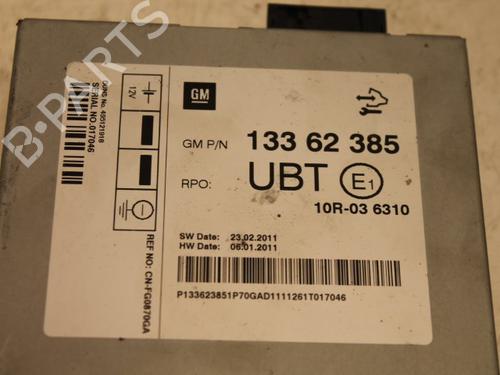 B-PARTS
GM
GM P/N
133 62 385
RPO:
UBT
E1
10R-03 6310
SW Date: 23.02.2011
HW Date: 06.01.2011
P133623851P70GAD1111261T017046
12V
SERIAL NO.017046
REF NO: CN-FG0870GA